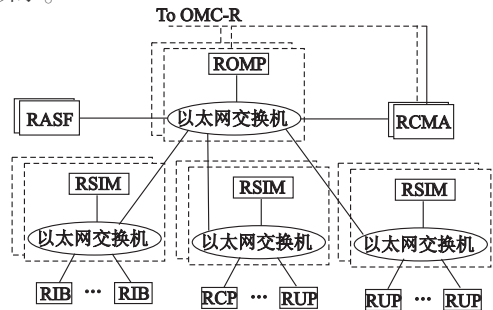 To OMC-R
ROMP
以太网交换机
RASF
RCMA
RSIM
RSIM
RSIM
以太网交换机
以太网交换机
以太网交换机
RIB ··· RIB
RCP ··· RUP
RUP ··· RUP